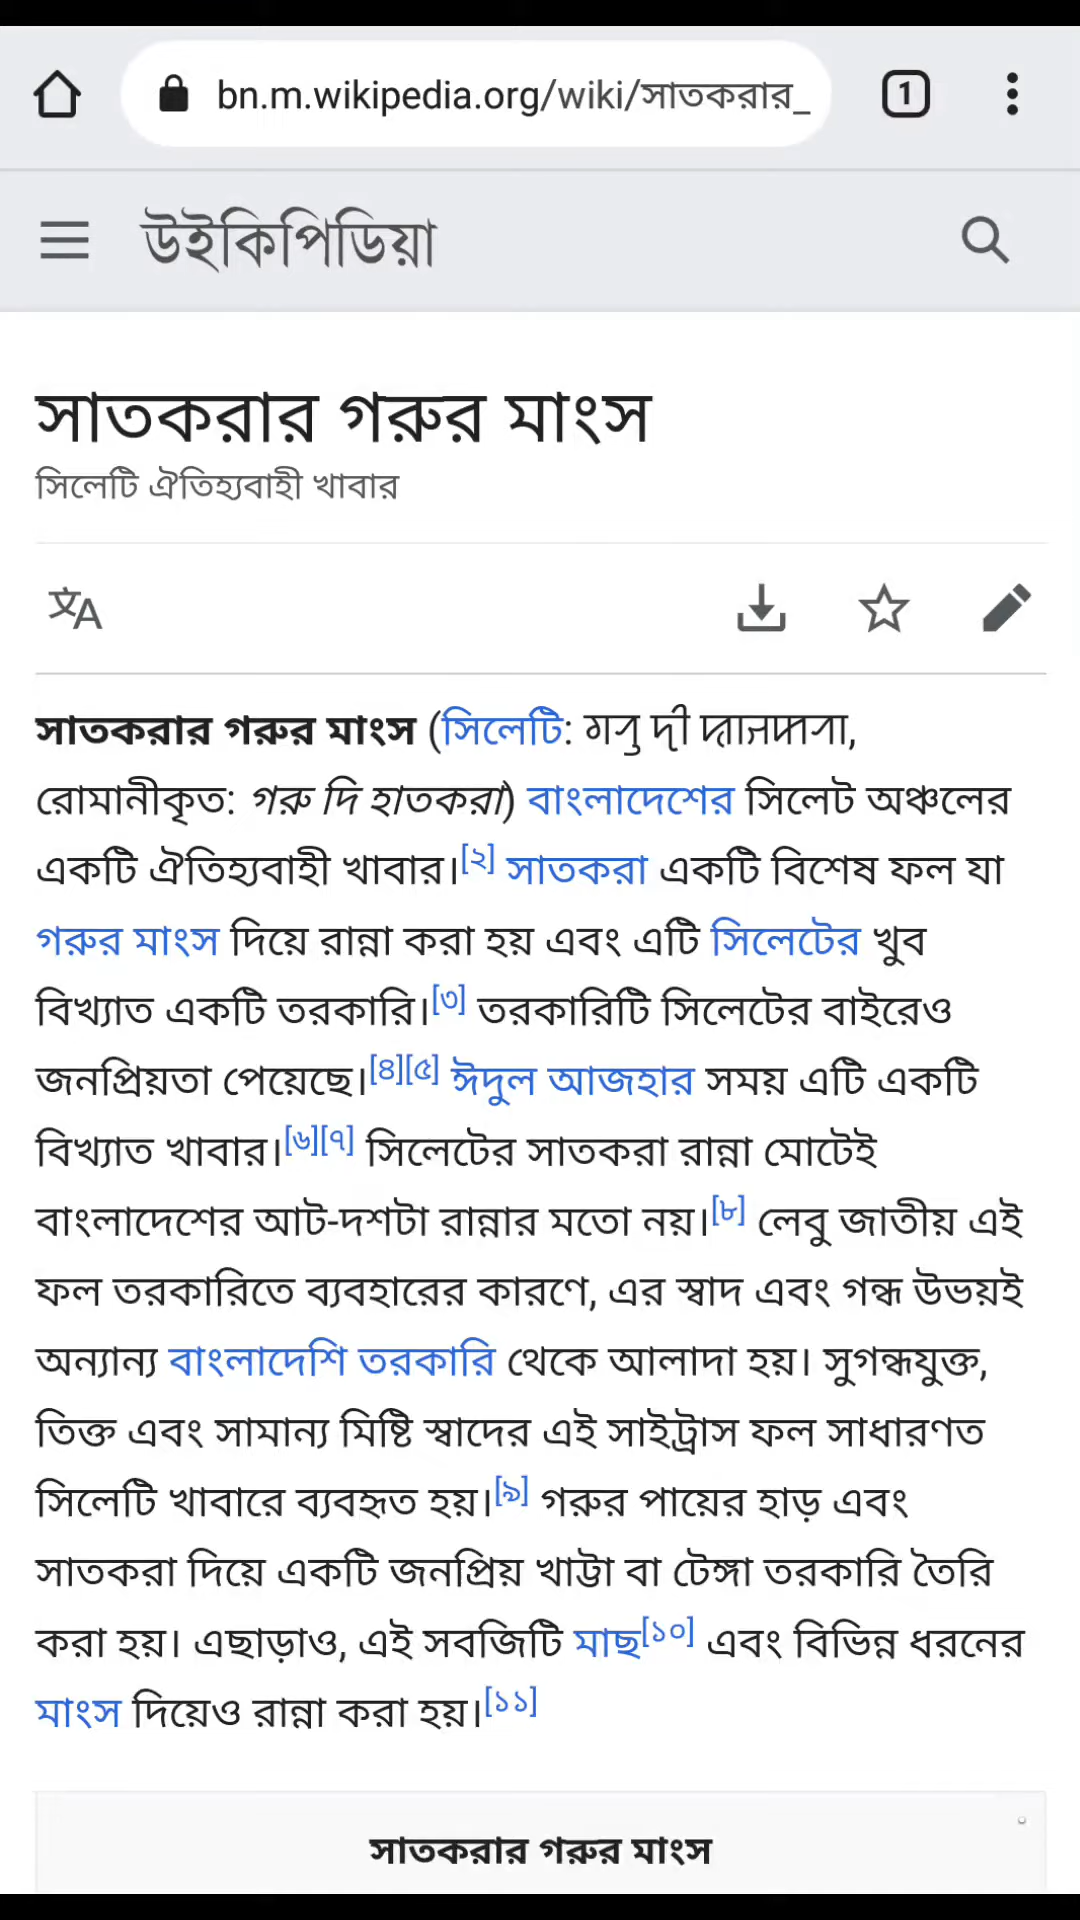 bn.m.wikipedia.org/wiki/সাতকরার_
1
উইকিপিডিয়া
সাতকরার গরুর মাংস
সিলেটি ঐতিহ্যবাহী খাবার
সাতকরার গরুর মাংস (সিলেটি: ꠉꠞꠥ ꠖꠤ ꠢꠣꠔꠇꠞꠣ,
রোমানীকৃত: গরু দি হাতকরা) বাংলাদেশের সিলেট অঞ্চলের
একটি ঐতিহ্যবাহী খাবার।[২] সাতকরা একটি বিশেষ ফল যা
গরুর মাংস দিয়ে রান্না করা হয় এবং এটি সিলেটের খুব
বিখ্যাত একটি তরকারি।[৩] তরকারিটি সিলেটের বাইরেও
জনপ্রিয়তা পেয়েছে।[৪][৫] ঈদুল আজহার সময় এটি একটি
বিখ্যাত খাবার।[৬][৭] সিলেটের সাতকরা রান্না মোটেই
বাংলাদেশের আট-দশটা রান্নার মতো নয়।[৮] লেবু জাতীয় এই
ফল তরকারিতে ব্যবহারের কারণে, এর স্বাদ এবং গন্ধ উভয়ই
অন্যান্য বাংলাদেশি তরকারি থেকে আলাদা হয়। সুগন্ধযুক্ত,
তিক্ত এবং সামান্য মিষ্টি স্বাদের এই সাইট্রাস ফল সাধারণত
সিলেটি খাবারে ব্যবহৃত হয়।[৯] গরুর পায়ের হাড় এবং
সাতকরা দিয়ে একটি জনপ্রিয় খাট্টা বা টেঙ্গা তরকারি তৈরি
করা হয়। এছাড়াও, এই সবজিটি মাছ[১০] এবং বিভিন্ন ধরনের
মাংস দিয়েও রান্না করা হয়।[১১]
সাতকরার গরুর মাংস